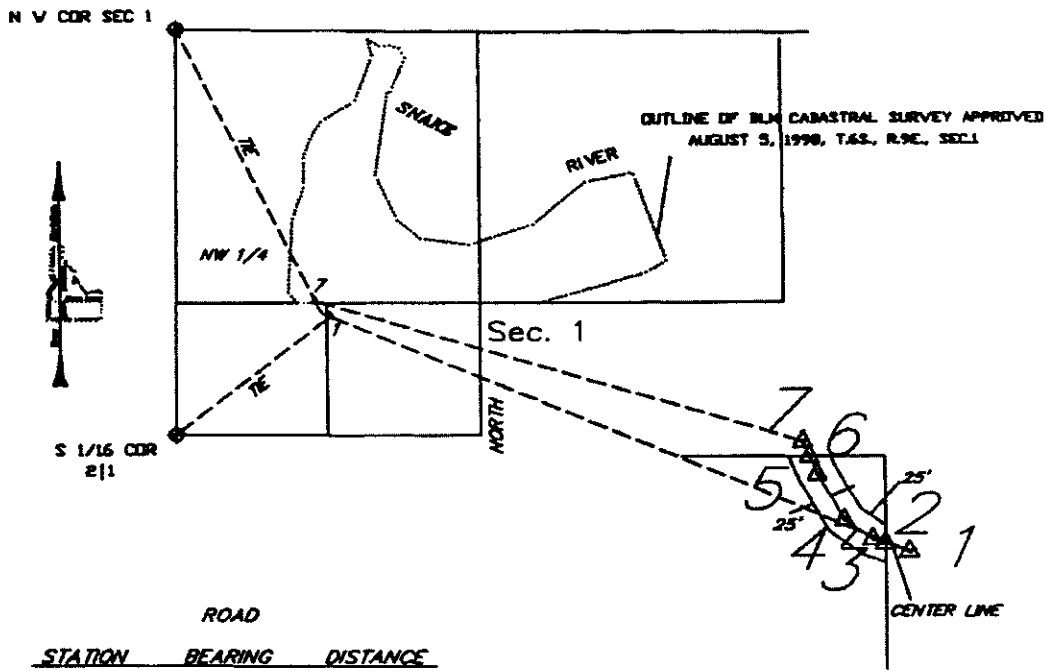 N W COR SEC 1
SNAKE
OUTLINE OF BLM CADASTRAL SURVEY APPROVED
AUGUST 5, 1998, T.6S., R.9E., SEC.1
RIVER
TIE
NW 1/4
7
1
Sec. 1
TIE
NORTH
S 1/16 COR
2|1
7
6
5
25'
25'
2
4
3
1
CENTER LINE
ROAD
STATION BEARING DISTANCE